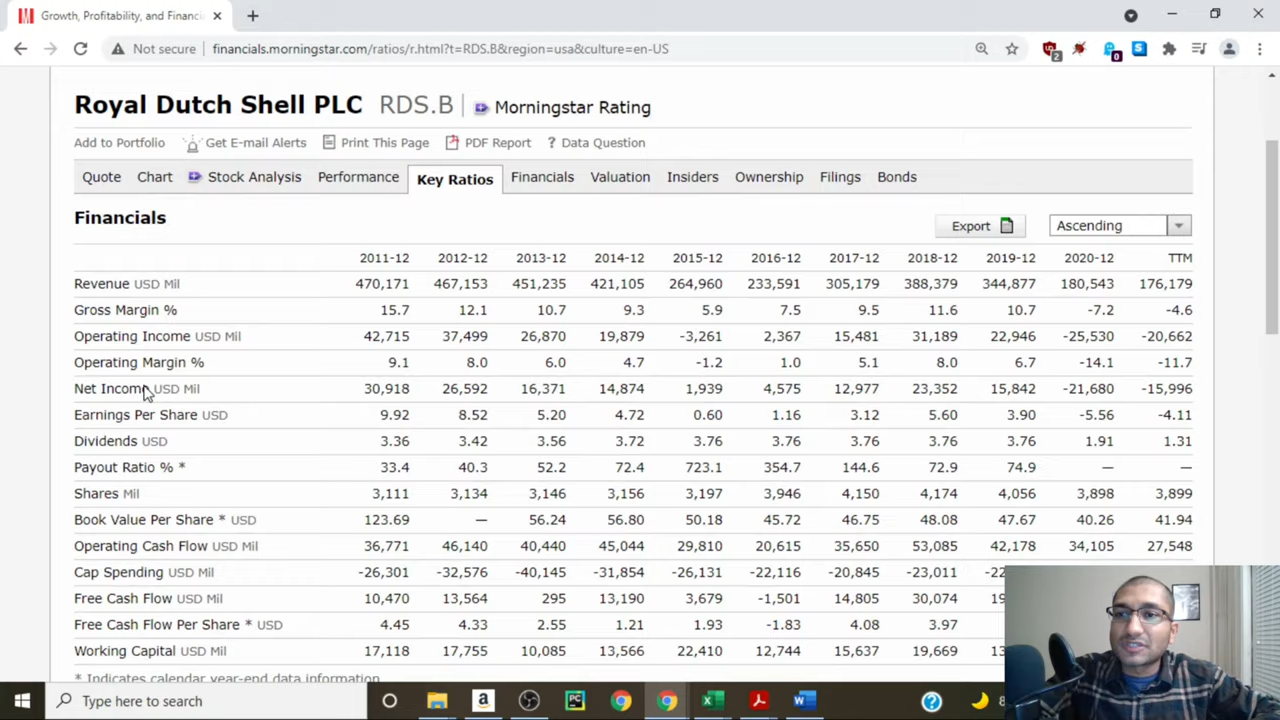 Growth, Profitability, and Financi
Not secure financials.morningstar.com/ratios/r.html?t=RDS.B&region=usa&culture=en-US
2 0
Royal Dutch Shell PLC RDS.B Morningstar Rating
Add to Portfolio Get E-mail Alerts Print This Page PDF Report ? Data Question
Quote Chart Stock Analysis Performance Key Ratios Financials Valuation Insiders Ownership Filings Bonds
Financials Export Ascending
2011-12 2012-12 2013-12 2014-12 2015-12 2016-12 2017-12 2018-12 2019-12 2020-12 TTM
Revenue USD Mil 470,171 467,153 451,235 421,105 264,960 233,591 305,179 388,379 344,877 180,543 176,179
Gross Margin % 15.7 12.1 10.7 9.3 5.9 7.5 9.5 11.6 10.7 -7.2 -4.6
Operating Income USD Mil 42,715 37,499 26,870 19,879 -3,261 2,367 15,481 31,189 22,946 -25,530 -20,662
Operating Margin % 9.1 8.0 6.0 4.7 -1.2 1.0 5.1 8.0 6.7 -14.1 -11.7
Net Income USD Mil 30,918 26,592 16,371 14,874 1,939 4,575 12,977 23,352 15,842 -21,680 -15,996
Earnings Per Share USD 9.92 8.52 5.20 4.72 0.60 1.16 3.12 5.60 3.90 -5.56 -4.11
Dividends USD 3.36 3.42 3.56 3.72 3.76 3.76 3.76 3.76 3.76 1.91 1.31
Payout Ratio % * 33.4 40.3 52.2 72.4 723.1 354.7 144.6 72.9 74.9 — —
Shares Mil 3,111 3,134 3,146 3,156 3,197 3,946 4,150 4,174 4,056 3,898 3,899
Book Value Per Share * USD 123.69 — 56.24 56.80 50.18 45.72 46.75 48.08 47.67 40.26 41.94
Operating Cash Flow USD Mil 36,771 46,140 40,440 45,044 29,810 20,615 35,650 53,085 42,178 34,105 27,548
Cap Spending USD Mil -26,301 -32,576 -40,145 -31,854 -26,131 -22,116 -20,845 -23,011 -22
Free Cash Flow USD Mil 10,470 13,564 295 13,190 3,679 -1,501 14,805 30,074 19
Free Cash Flow Per Share * USD 4.45 4.33 2.55 1.21 1.93 -1.83 4.08 3.97
Working Capital USD Mil 17,118 17,755 10,085 13,566 22,410 12,744 15,637 19,669 13
* Indicates calendar year-end data information
Type here to search